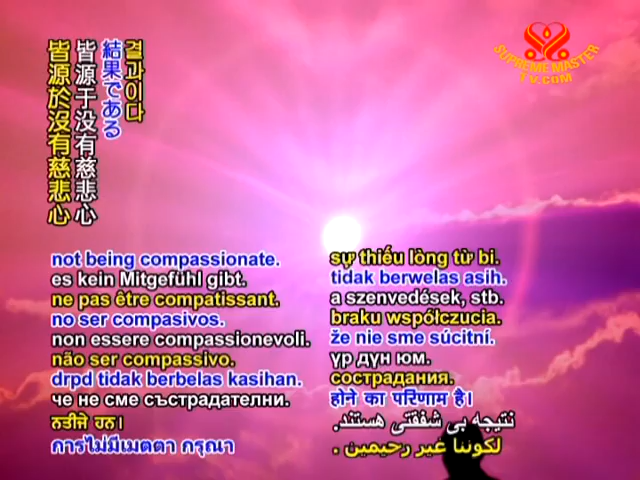 皆源於沒有慈悲心
皆源于没有慈悲心
結果である
결과이다
SUPREME MASTER
TV.COM
not being compassionate.
es kein Mitgefühl gibt.
ne pas être compatissant.
no ser compasivos.
non essere compassionevoli.
não ser compassivo.
drpd tidak berbelas kasihan.
че не сме състрадателни.
ਨਤੀਜੇ ਹਨ।
การไม่มีเมตตา กรุณา
sự thiếu lòng từ bi.
tidak berwelas asih.
a szenvedések, stb.
braku współczucia.
že nie sme súcitní.
үр дүн юм.
сострадания.
होने का परिणाम है।
نتیجه بی شفقتی هستند.
لكوننا غير رحيمين .